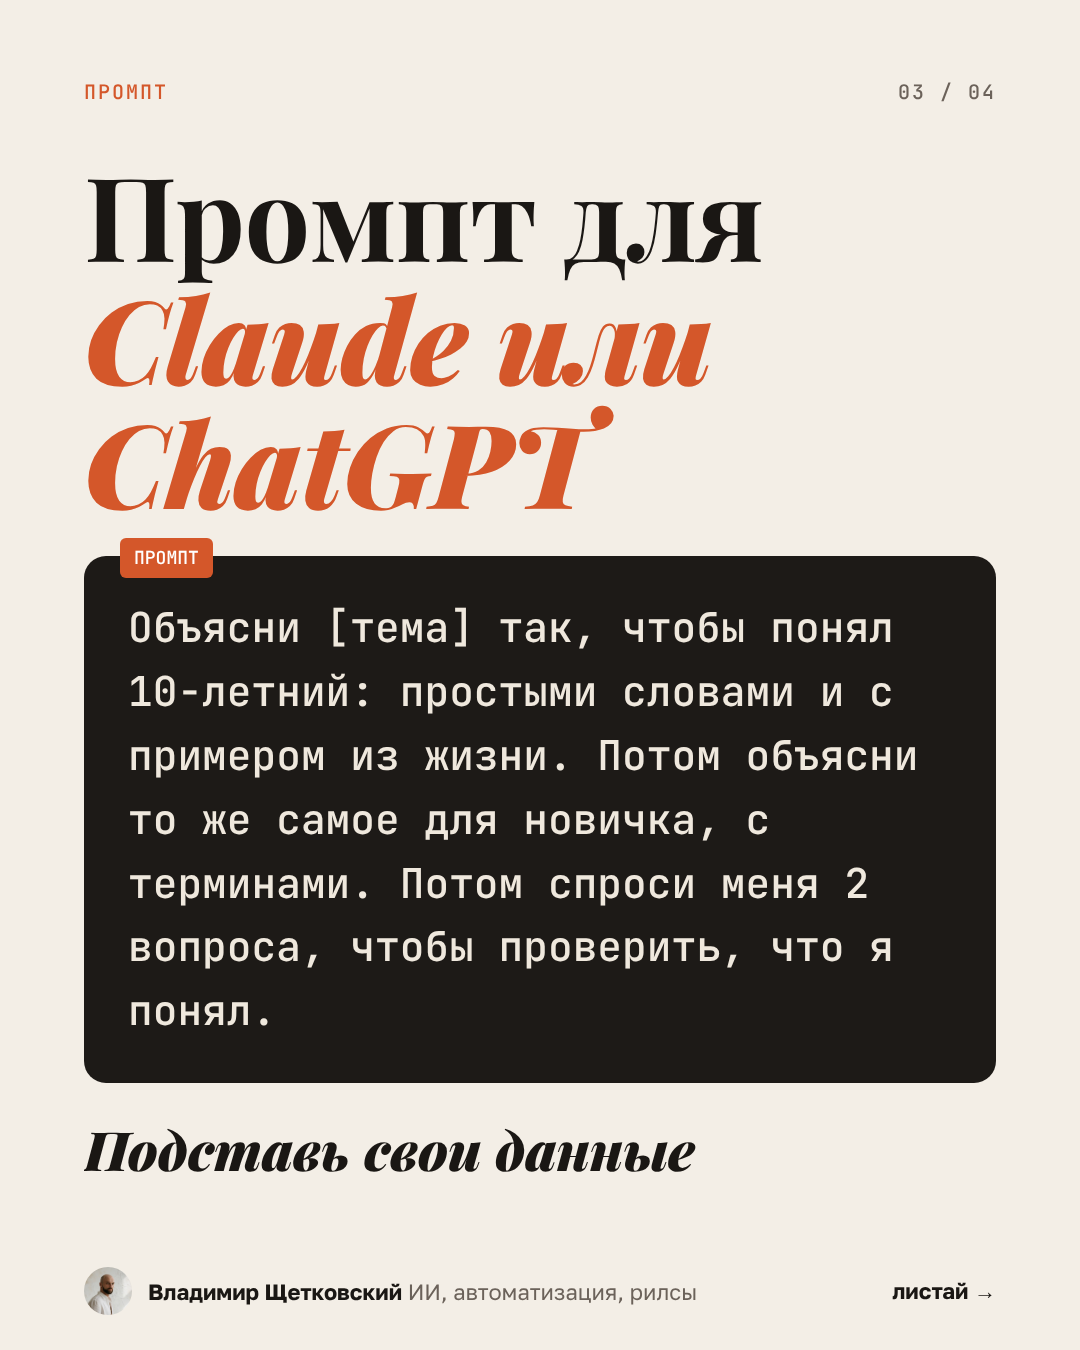 ПРОМПТ
03 / 04
Промпт для
Claude или
ChatGPT
ПРОМПТ
Объясни [тема] так, чтобы понял
10-летний: простыми словами и с
примером из жизни. Потом объясни
то же самое для новичка, с
терминами. Потом спроси меня 2
вопроса, чтобы проверить, что я
понял.
Подставь свои данные
Владимир Щетковский ИИ, автоматизация, рилсы
листай →